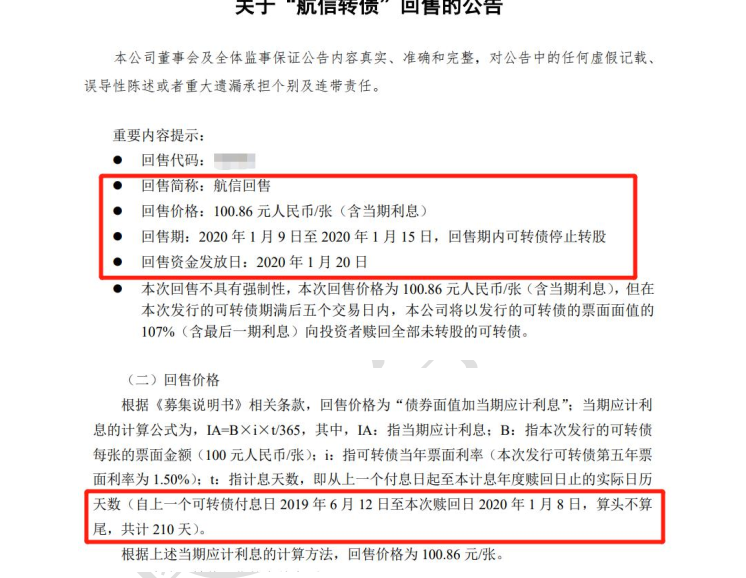 关于“航信转债”回售的公告
本公司董事会及全体监事保证公告内容真实、准确和完整，对公告中的任何虚假记载、
误导性陈述或者重大遗漏承担个别及连带责任。
重要内容提示：
● 回售代码：
● 回售简称：航信回售
● 回售价格：100.86 元人民币/张（含当期利息）
● 回售期：2020 年 1 月 9 日至 2020 年 1 月 15 日，回售期内可转债停止转股
● 回售资金发放日：2020 年 1 月 20 日
● 本次回售不具有强制性，本次回售价格为 100.86 元人民币/张（含当期利息），但在
本次发行的可转债期满后五个交易日内，本公司将以发行的可转债的票面面值的
107%（含最后一期利息）向投资者赎回全部未转股的可转债。
（二）回售价格
根据《募集说明书》相关条款，回售价格为“债券面值加当期应计利息”；当期应计利
息的计算公式为，IA=B×i×t/365，其中，IA：指当期应计利息；B：指本次发行的可转债
每张的票面金额（100 元人民币/张）；i：指可转债当年票面利率（本次发行可转债第五年票
面利率为 1.50%）；t：指计息天数，即从上一个付息日起至本计息年度赎回日止的实际日历
天数（自上一个可转债付息日 2019 年 6 月 12 日至本次赎回日 2020 年 1 月 8 日，算头不算
尾，共计 210 天）。
根据上述当期应计利息的计算方法，回售价格为 100.86 元/张。